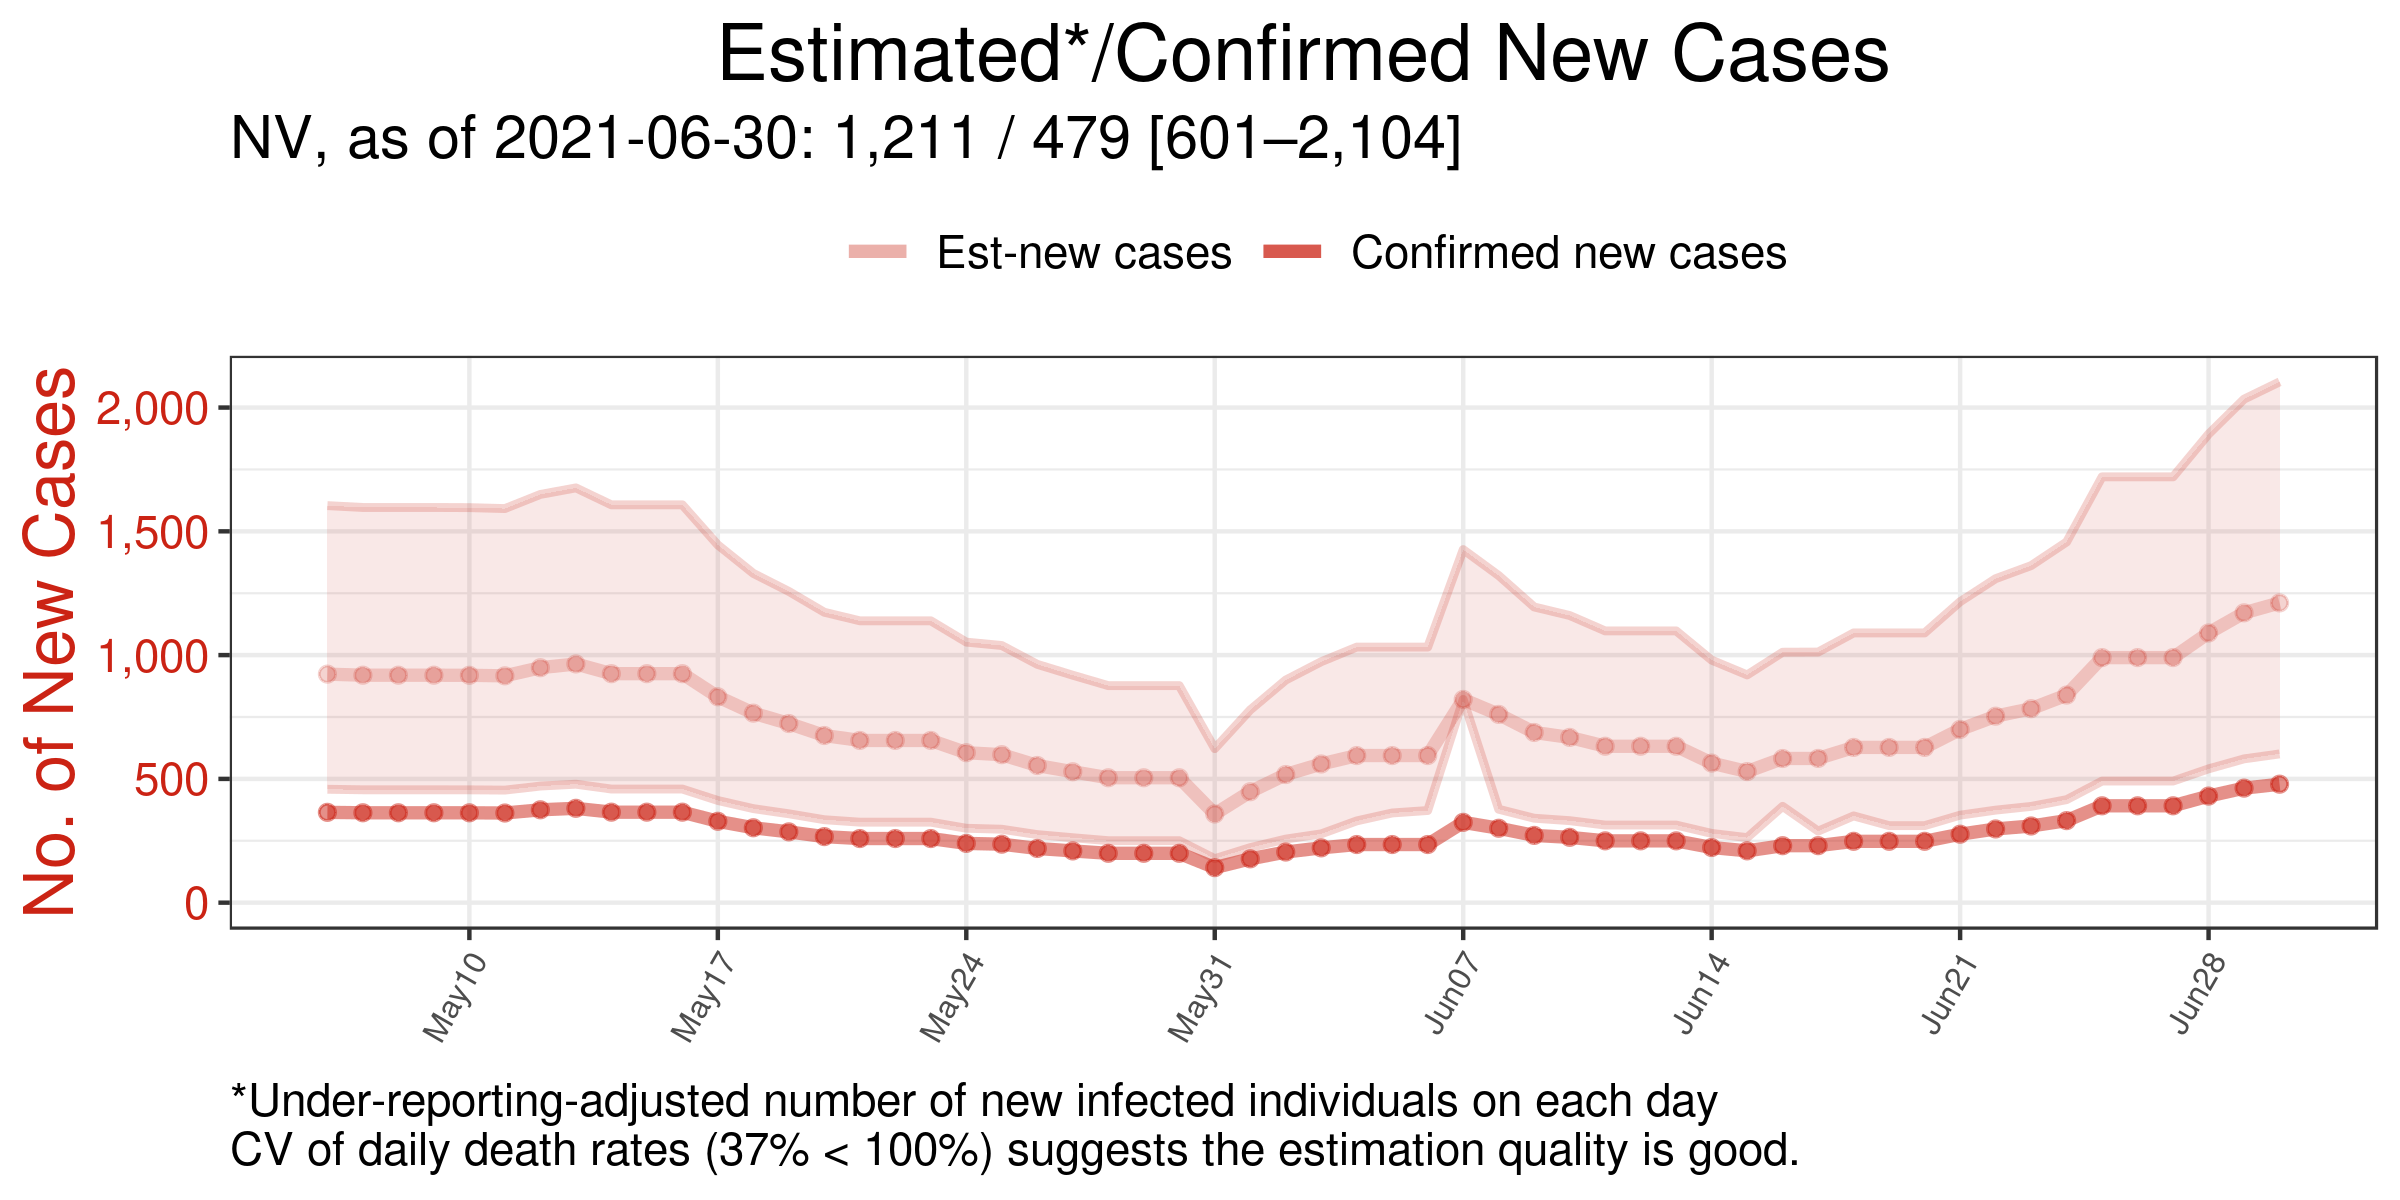 Estimated*/Confirmed New Cases
NV, as of 2021-06-30: 1,211 / 479 [601–2,104]
Est-new cases Confirmed new cases
No. of New Cases
2,000
1,500
1,000
500
0
May10 May17 May24 May31 Jun07 Jun14 Jun21 Jun28
*Under-reporting-adjusted number of new infected individuals on each day
CV of daily death rates (37% < 100%) suggests the estimation quality is good.